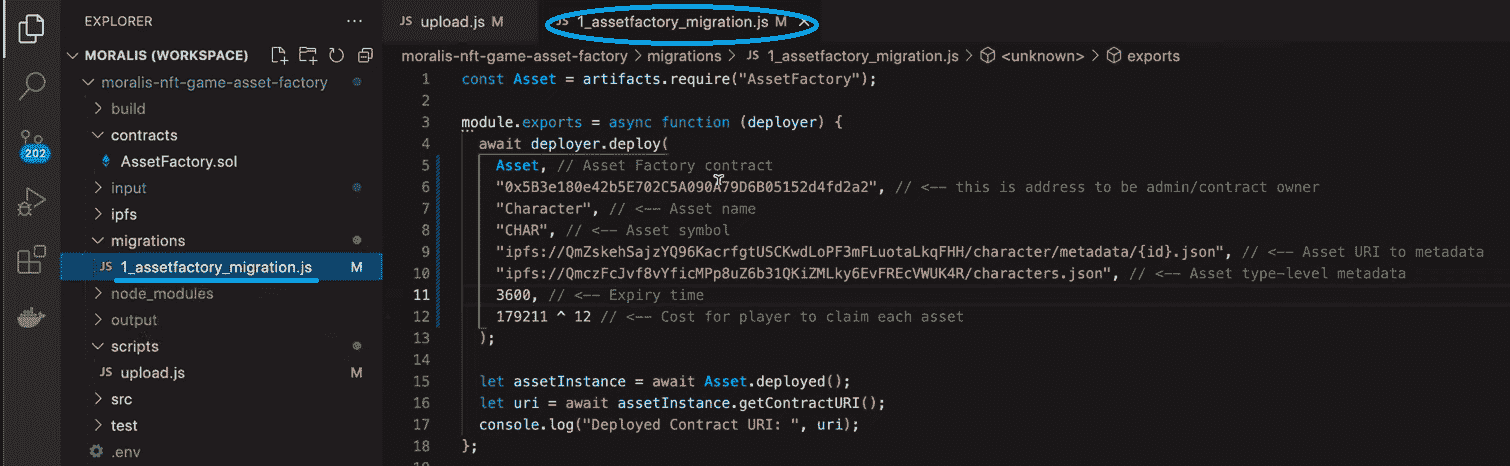 EXPLORER
MORALIS (WORKSPACE)
moralis-nft-game-asset-factory
build
contracts
AssetFactory.sol
input
ipfs
migrations
JS 1_assetfactory_migration.js M
node_modules
output
scripts
JS upload.js M
src
test
.env
202
JS upload.js M
JS 1_assetfactory_migration.js M
moralis-nft-game-asset-factory > migrations > JS 1_assetfactory_migration.js > <unknown> > exports
1 const Asset = artifacts.require("AssetFactory");
2
3 module.exports = async function (deployer) {
4 await deployer.deploy(
5 Asset, // Asset Factory contract
6 "0x5B3e180e42b5E702C5A090A79D6B05152d4fd2a2", // <-- this is address to be admin/contract owner
7 "Character", // <-- Asset name
8 "CHAR", // <-- Asset symbol
9 "ipfs://QmZskehSajzYQ96KacrfgtUSCKwdLoPF3mFLuotaLkqFHH/character/metadata/{id}.json", // <-- Asset URI to metadata
10 "ipfs://QmczFcJvf8vYficMPp8uZ6b31QKiZMLky6EvFREcVWUK4R/characters.json", // <-- Asset type-level metadata
11 3600, // <-- Expiry time
12 179211 ^ 12 // <-- Cost for player to claim each asset
13 );
14
15 let assetInstance = await Asset.deployed();
16 let uri = await assetInstance.getContractURI();
17 console.log("Deployed Contract URI: ", uri);
18 };